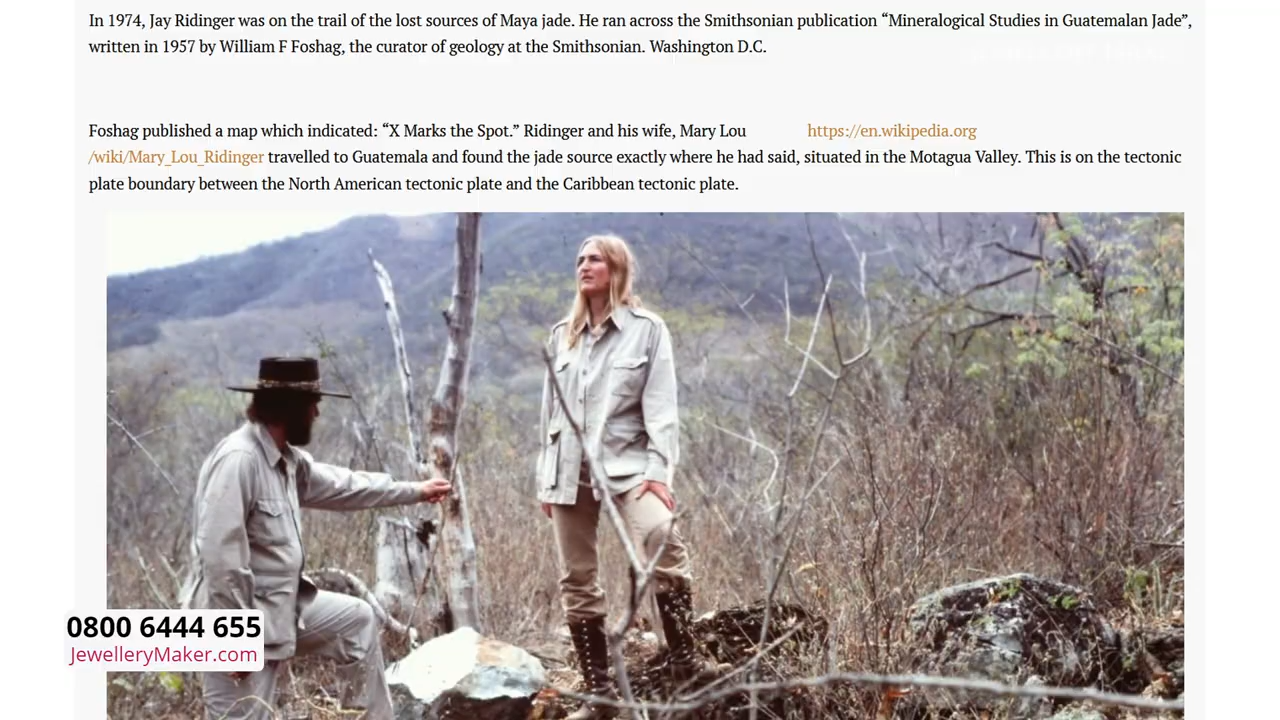 In 1974, Jay Ridinger was on the trail of the lost sources of Maya jade. He ran across the Smithsonian publication “Mineralogical Studies in Guatemalan Jade”,
written in 1957 by William F Foshag, the curator of geology at the Smithsonian. Washington D.C.
Foshag published a map which indicated: “X Marks the Spot.” Ridinger and his wife, Mary Lou https://en.wikipedia.org
/wiki/Mary_Lou_Ridinger travelled to Guatemala and found the jade source exactly where he had said, situated in the Motagua Valley. This is on the tectonic
plate boundary between the North American tectonic plate and the Caribbean tectonic plate.
0800 6444 655
JewelleryMaker.com